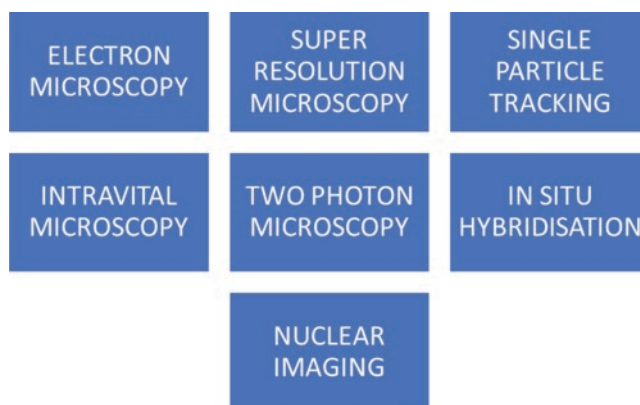 ELECTRON
MICROSCOPY
SUPER
RESOLUTION
MICROSCOPY
SINGLE
PARTICLE
TRACKING
INTRAVITAL
MICROSCOPY
TWO PHOTON
MICROSCOPY
IN SITU
HYBRIDISATION
NUCLEAR
IMAGING